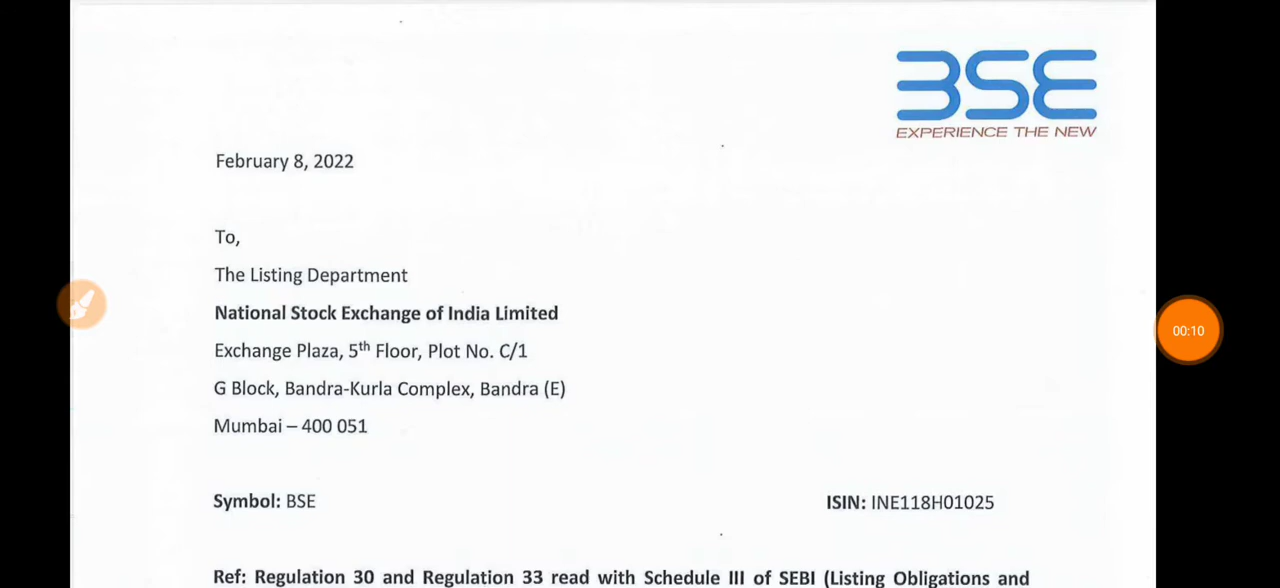 BSE
EXPERIENCE THE NEW
February 8, 2022
To,
The Listing Department
National Stock Exchange of India Limited
Exchange Plaza, 5th Floor, Plot No. C/1
G Block, Bandra-Kurla Complex, Bandra (E)
Mumbai – 400 051
Symbol: BSE ISIN: INE118H01025
00:10
Ref: Regulation 30 and Regulation 33 read with Schedule III of SEBI (Listing Obligations and